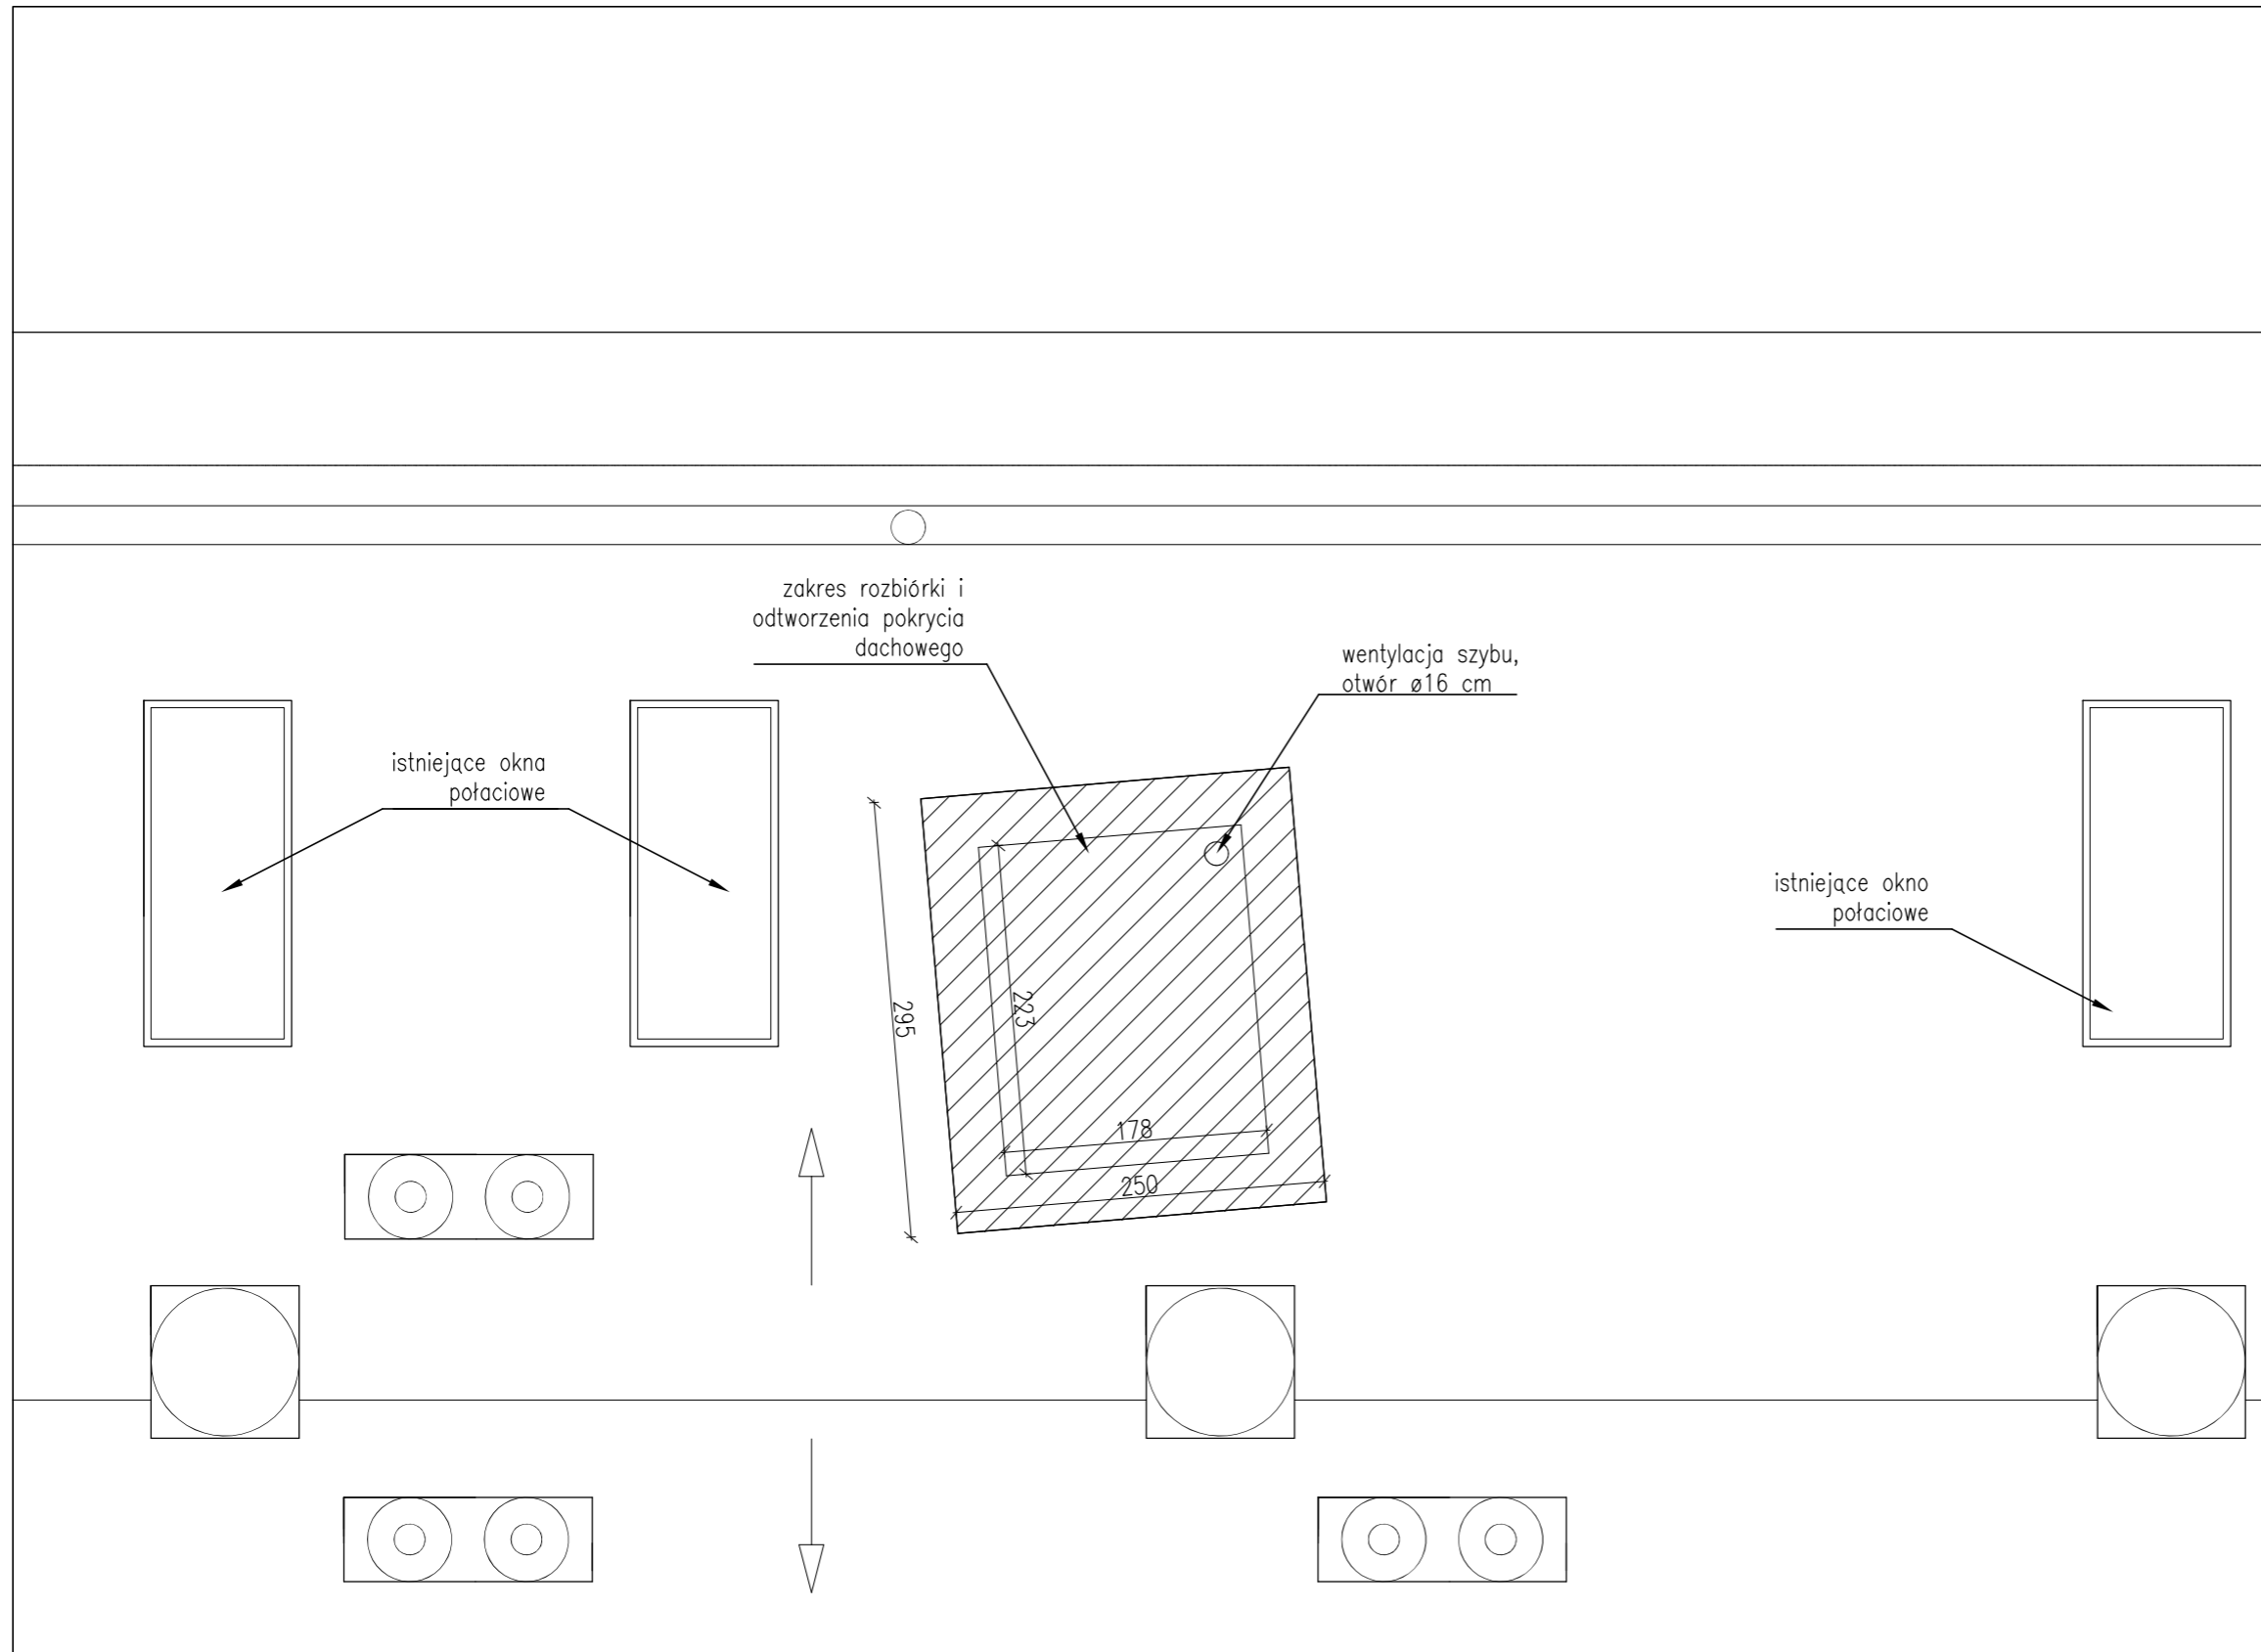 zakres rozbiórki i
odtworzenia pokrycia
dachowego
wentylacja szybu,
otwór ø16 cm
istniejące okna
połaciowe
istniejące okno
połaciowe
295
223
178
250